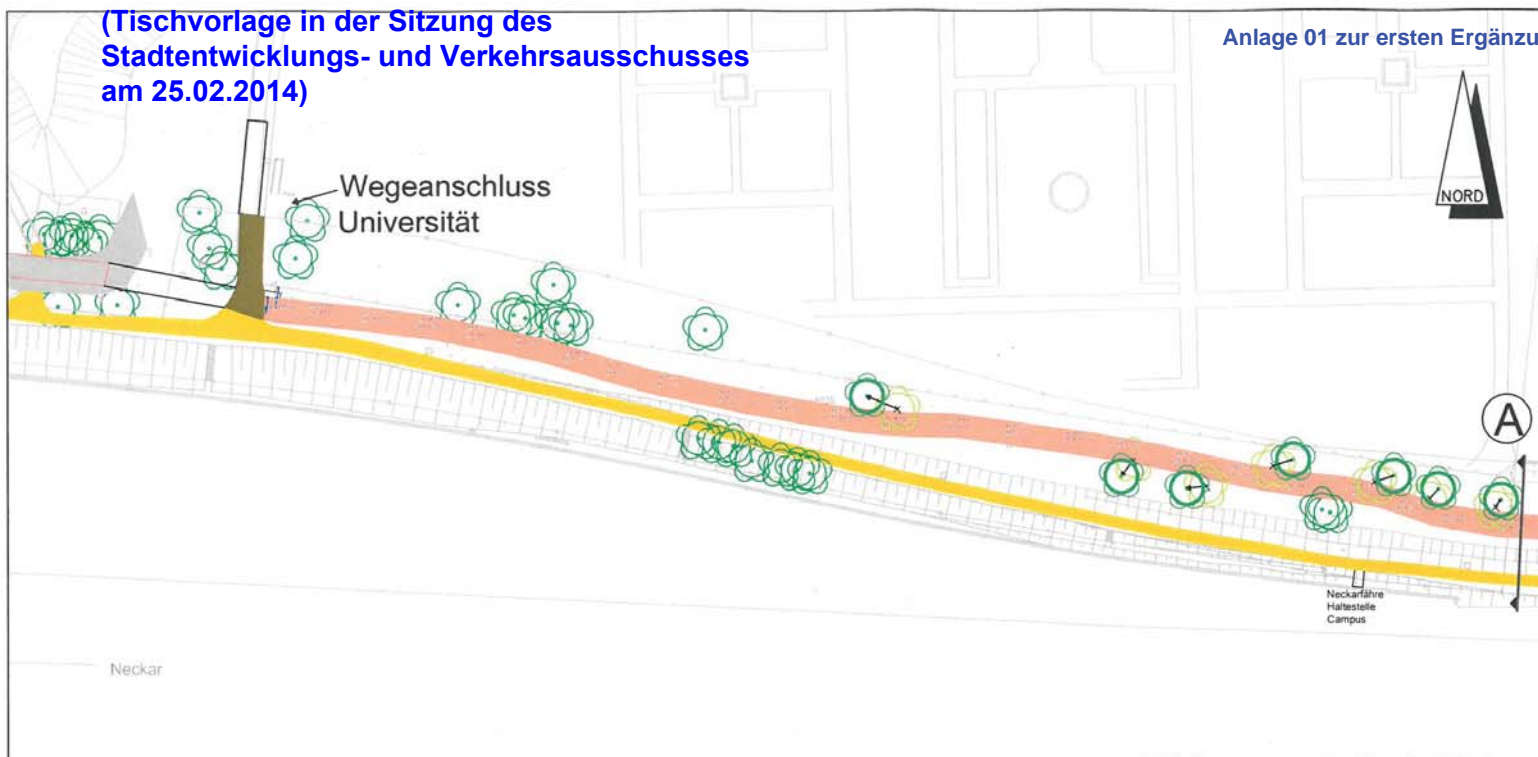 (Tischvorlage in der Sitzung des
Stadtentwicklungs- und Verkehrsausschusses
am 25.02.2014)
Anlage 01 zur ersten Ergänzu
Wegeanschluss
Universität
NORD
A
Neckarfähre
Haltestelle
Campus
Neckar